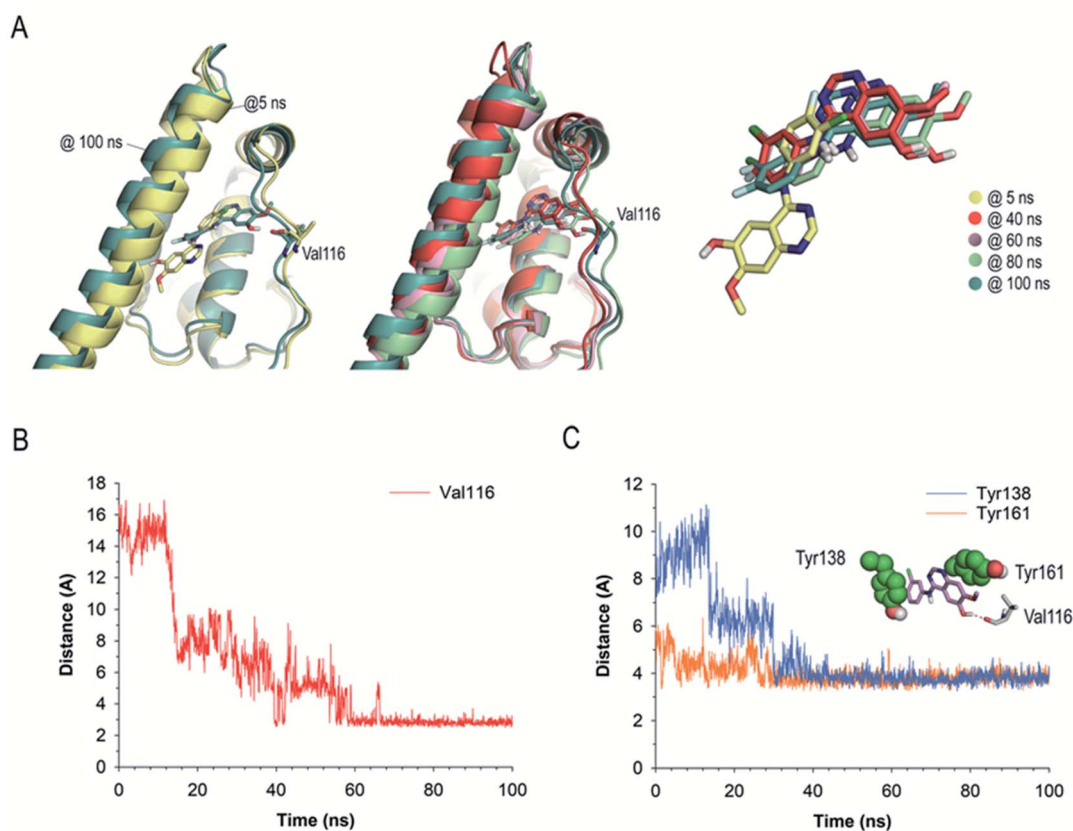 A
@5 ns
@ 100 ns
Val116
Val116
@ 5 ns
@ 40 ns
@ 60 ns
@ 80 ns
@ 100 ns
B
18
16
14
12
10
8
6
4
2
0
Distance (A)
0 20 40 60 80 100
Time (ns)
Val116
C
12
10
8
6
4
2
0
Distance (A)
0 20 40 60 80 100
Time (ns)
Tyr138
Tyr161
Tyr138
Tyr161
Val116